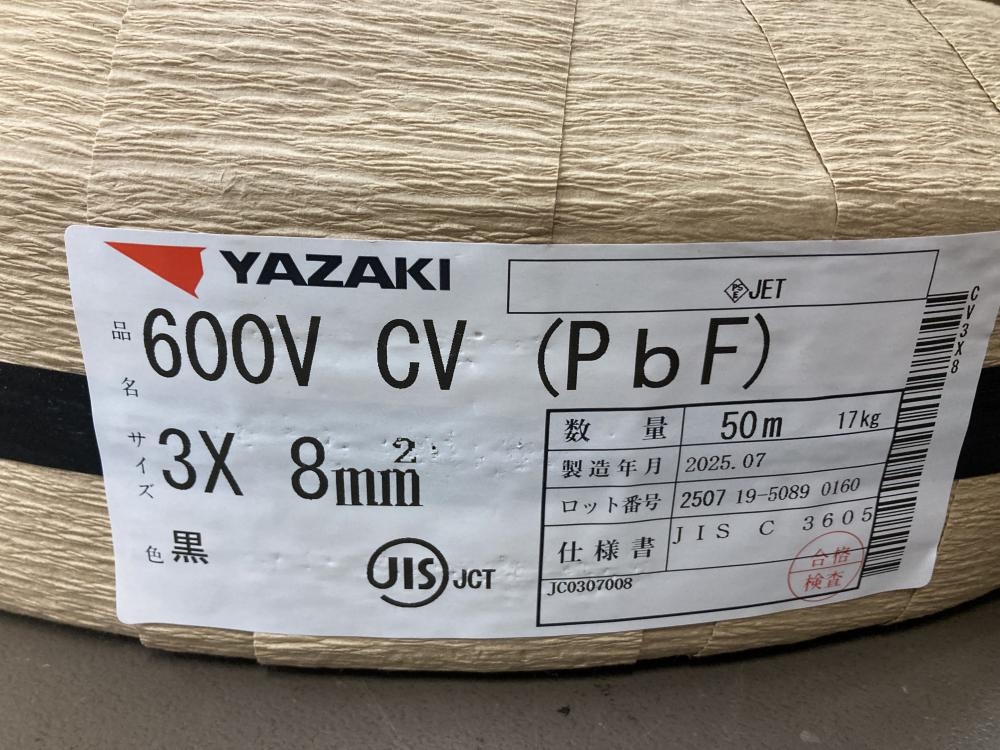 YAZAKI
PS
E JET
品名 600V CV (PbF)
サイズ 3X 8mm²
色 黒
数量 50m 17kg
製造年月 2025.07
ロット番号 2507 19-5089 0160
仕様書 JIS C 3605
JC0307008
合格
検査
JIS JCT
CV3X8